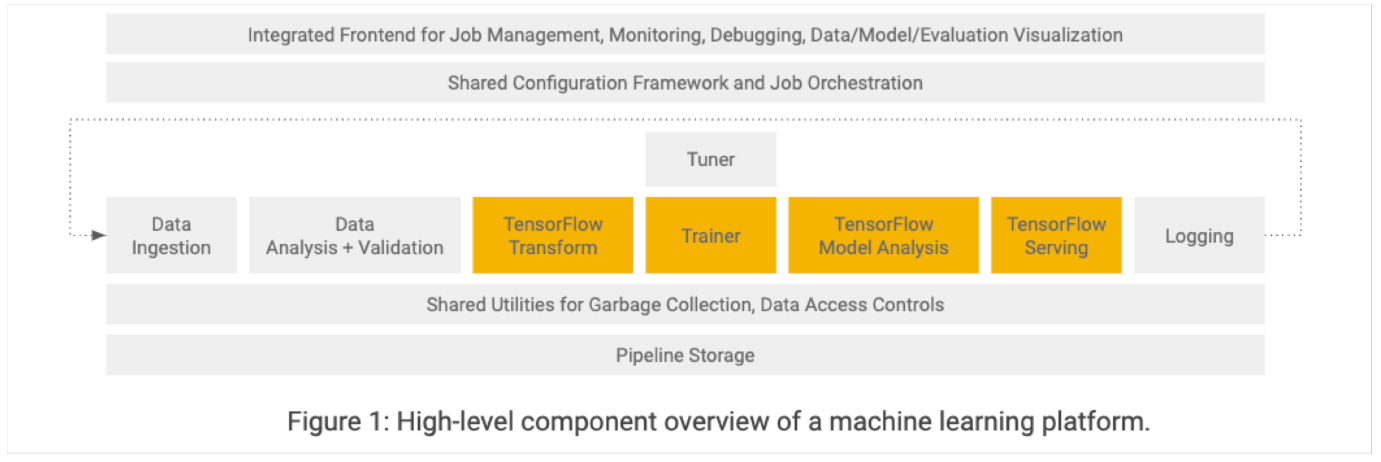 Integrated Frontend for Job Management, Monitoring, Debugging, Data/Model/Evaluation Visualization
Shared Configuration Framework and Job Orchestration
Tuner
Data
Ingestion
Data
Analysis + Validation
TensorFlow
Transform
Trainer
TensorFlow
Model Analysis
TensorFlow
Serving
Logging
Shared Utilities for Garbage Collection, Data Access Controls
Pipeline Storage
Figure 1: High-level component overview of a machine learning platform.